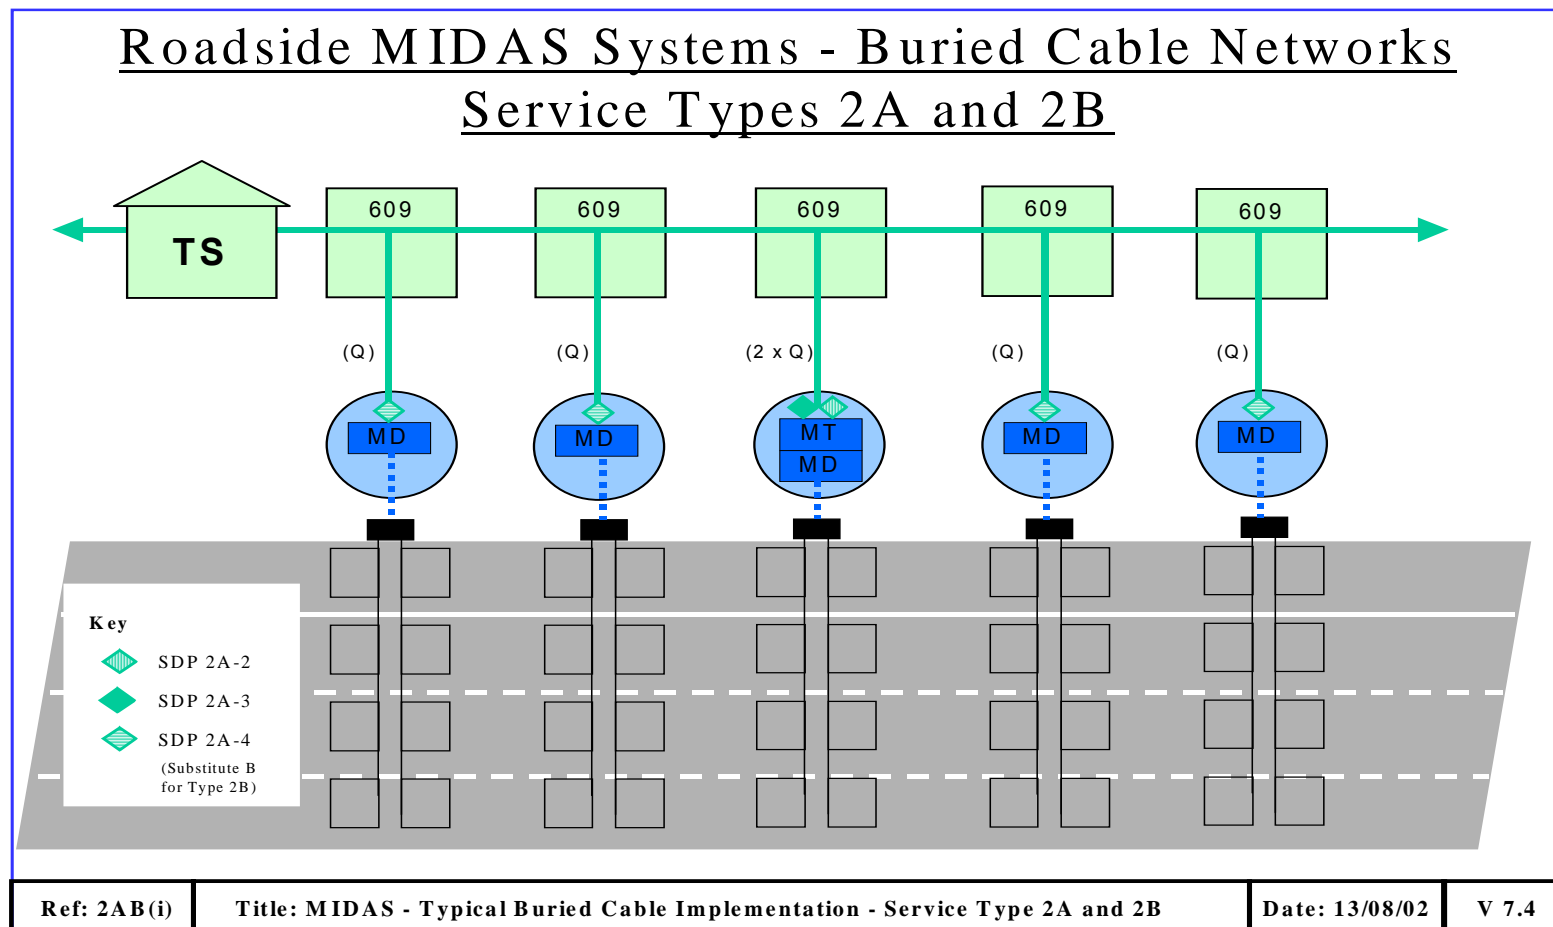 Roadside MIDAS Systems - Buried Cable Networks
Service Types 2A and 2B
TS
609
609
609
609
609
(Q)
(Q)
(2 x Q)
(Q)
(Q)
MD
MD
MT
MD
MD
MD
Key
SDP 2A-2
SDP 2A-3
SDP 2A-4
(Substitute B
for Type 2B)
Ref: 2AB(i)
Title: MIDAS - Typical Buried Cable Implementation - Service Type 2A and 2B
Date: 13/08/02
V 7.4